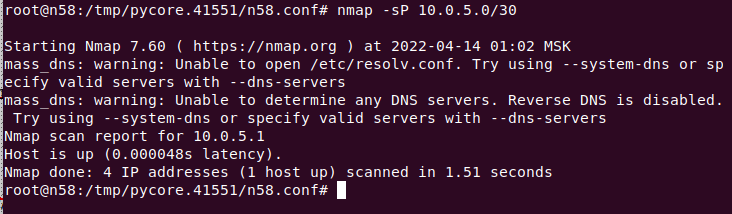 root@n58:/tmp/pycore.41551/n58.conf# nmap -sP 10.0.5.0/30
Starting Nmap 7.60 ( https://nmap.org ) at 2022-04-14 01:02 MSK
mass_dns: warning: Unable to open /etc/resolv.conf. Try using --system-dns or sp
ecify valid servers with --dns-servers
mass_dns: warning: Unable to determine any DNS servers. Reverse DNS is disabled.
 Try using --system-dns or specify valid servers with --dns-servers
Nmap scan report for 10.0.5.1
Host is up (0.000048s latency).
Nmap done: 4 IP addresses (1 host up) scanned in 1.51 seconds
root@n58:/tmp/pycore.41551/n58.conf#